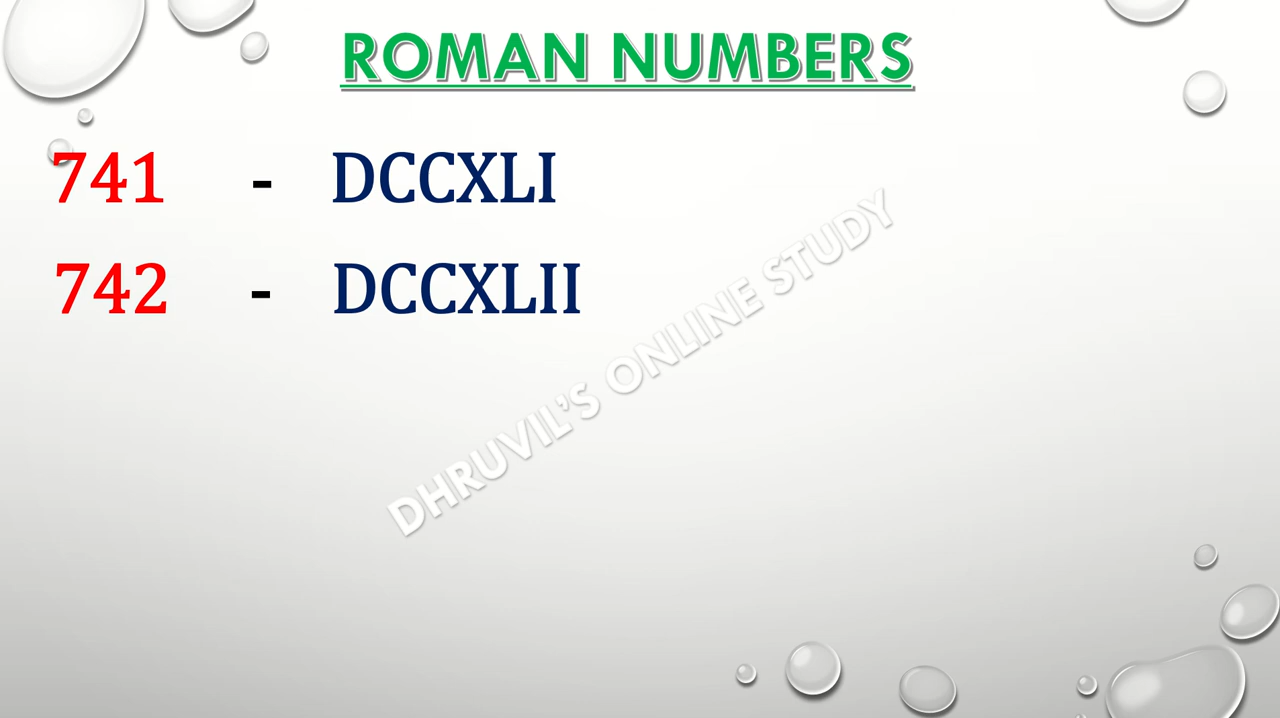 ROMAN NUMBERS
741 - DCCXLI
742 - DCCXLII
DHRUVIL'S ONLINE STUDY